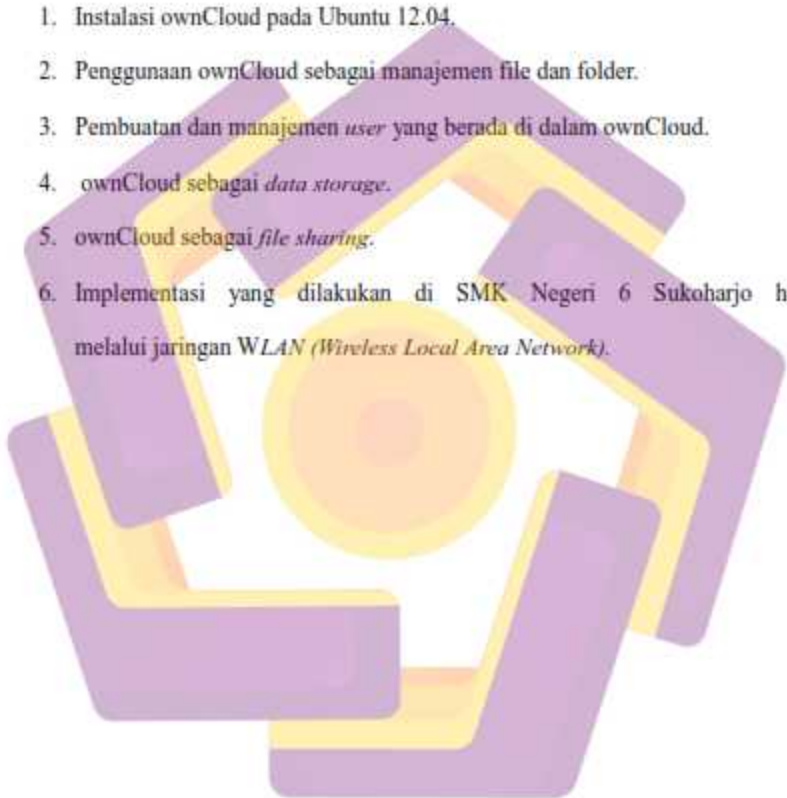 1. Instalasi ownCloud pada Ubuntu 12.04.
2. Penggunaan ownCloud sebagai manajemen file dan folder.
3. Pembuatan dan manajemen user yang berada di dalam ownCloud.
4. ownCloud sebagai data storage.
5. ownCloud sebagai file sharing.
6. Implementasi yang dilakukan di SMK Negeri 6 Sukoharjo h
melalui jaringan WLAN (Wireless Local Area Network).